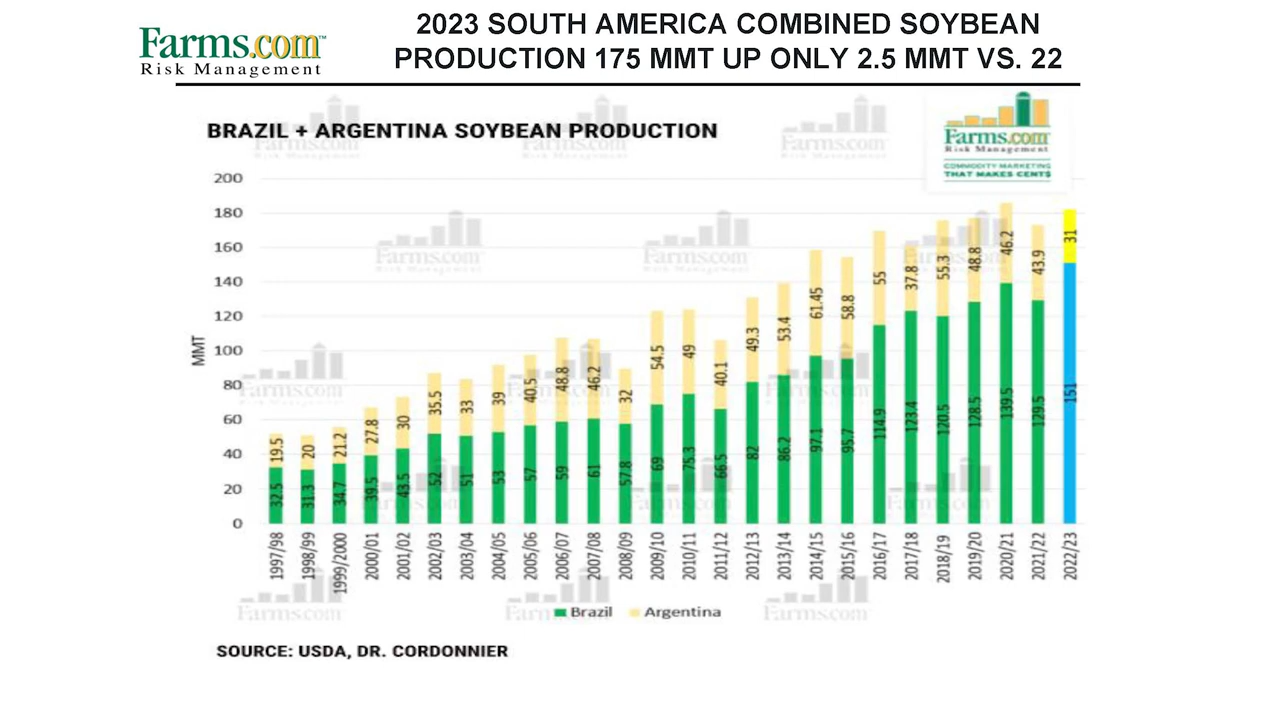 Farms.com™
Risk Management
2023 SOUTH AMERICA COMBINED SOYBEAN
PRODUCTION 175 MMT UP ONLY 2.5 MMT VS. 22
BRAZIL + ARGENTINA SOYBEAN PRODUCTION
Farms.com
Risk Management
COMMODITY MARKETING
THAT MAKES CENT$
MMT
200
180
160
140
120
100
80
60
40
20
0
19.5 20 21.2 27.8 30 35.5 33 39 40.5 48.8 46.2 32 54.5 49 40.1 49.3 53.4 61.45 58.8 55 37.8 55.3 48.8 46.2 43.9 31
32.5 31.3 34.7 39.5 43.5 52 51 53 57 59 61 57.8 69 75.3 66.5 82 86.2 97.1 95.7 114.9 123.4 120.5 128.5 139.5 129.5 151
1997/98 1998/99 1999/2000 2000/01 2001/02 2002/03 2003/04 2004/05 2005/06 2006/07 2007/08 2008/09 2009/10 2010/11 2011/12 2012/13 2013/14 2014/15 2015/16 2016/17 2017/18 2018/19 2019/20 2020/21 2021/22 2022/23
Brazil Argentina
SOURCE: USDA, DR. CORDONNIER